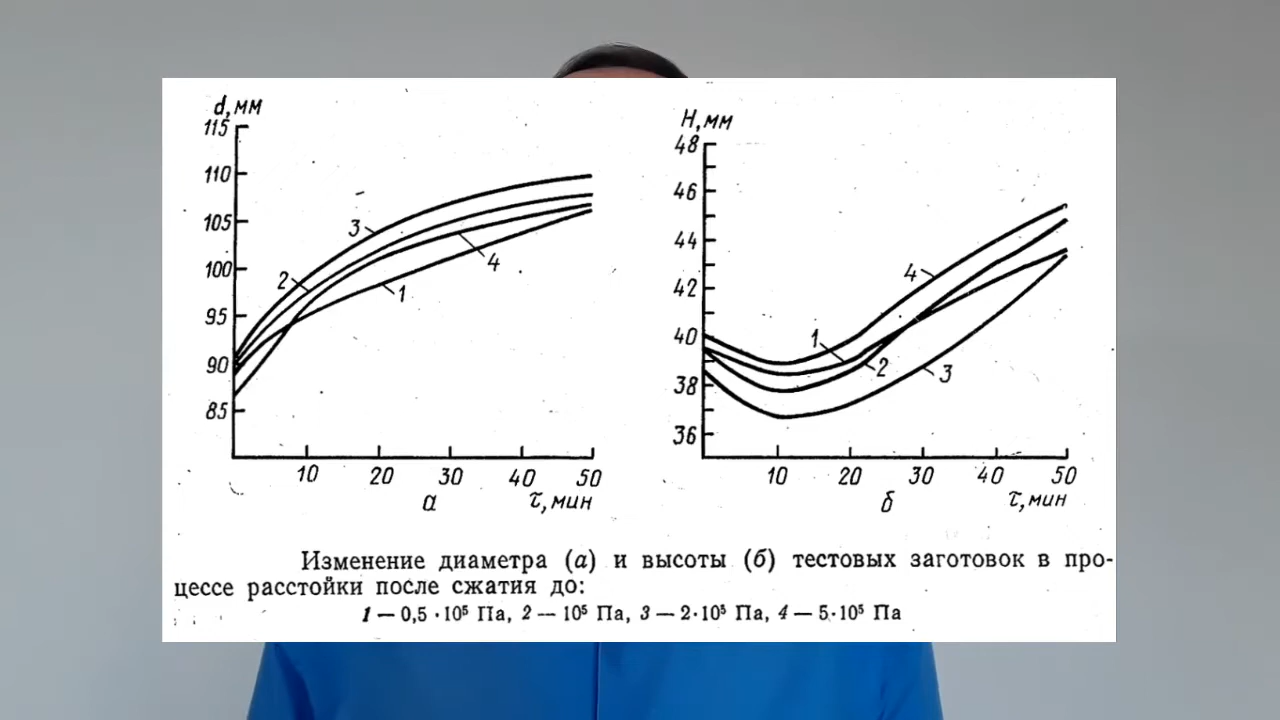 d, мм
115
110
105
100
95
90
85
10 20 30 40 50
τ, мин
а
3
2
4
1
H, мм
48
46
44
42
40
38
36
10 20 30 40 50
τ, мин
б
4
1
2
3
Изменение диаметра (а) и высоты (б) тестовых заготовок в про-
цессе расстойки после сжатия до:
1 — 0,5 · 10⁵ Па, 2 — 10⁵ Па, 3 — 2·10⁵ Па, 4 — 5·10⁵ Па